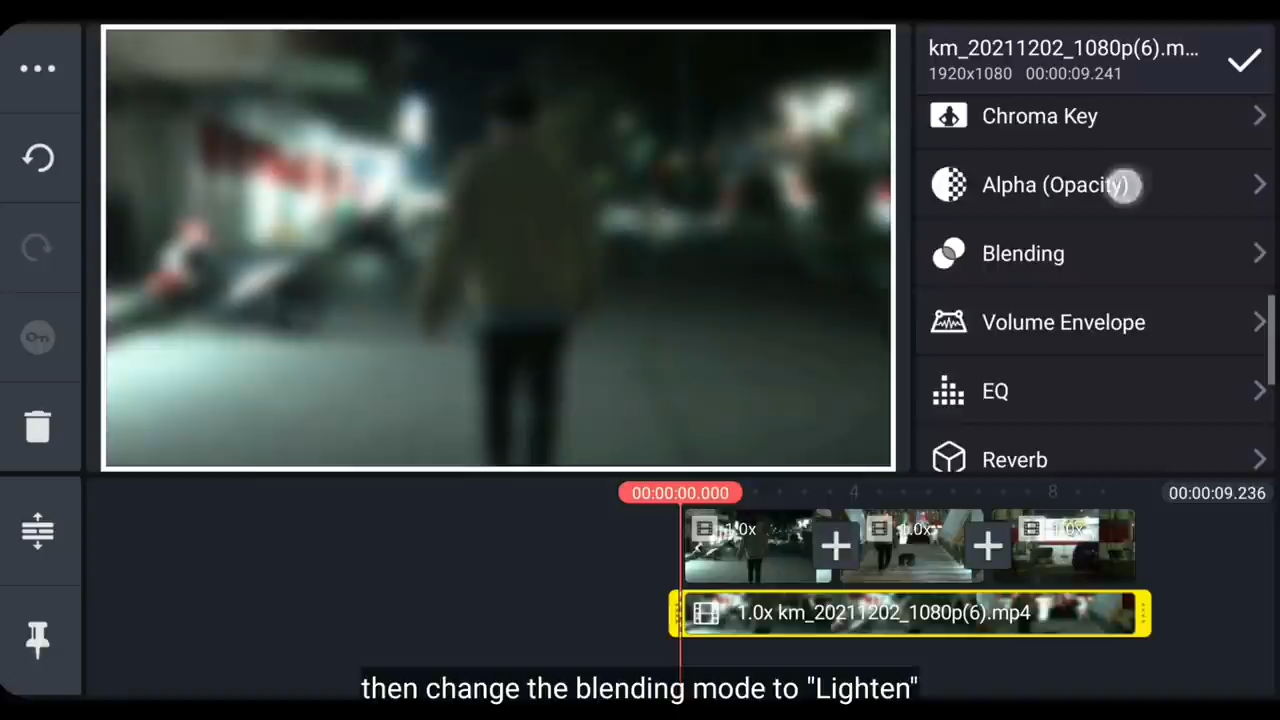 km_20211202_1080p(6).m...
1920x1080 00:00:09.241
Chroma Key
Alpha (Opacity)
Blending
Volume Envelope
EQ
Reverb
00:00:00.000
4
8
00:00:09.236
1.0x
1.0x
1.0x
1.0x km_20211202_1080p(6).mp4
then change the blending mode to "Lighten"